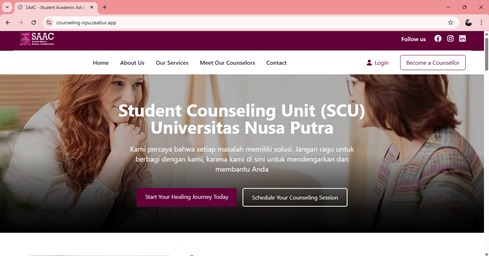 SAAC - Student Academic Adv
counseling-npu.zeabur.app
SAAC
Follow us
Home About Us Our Services Meet Our Counselors Contact Login Become a Counsellor
Student Counseling Unit (SCU)
Universitas Nusa Putra
Kami percaya bahwa setiap masalah memiliki solusi. Jangan ragu untuk
berbagi dengan kami, karena kami di sini untuk mendengarkan dan
membantu Anda
Start Your Healing Journey Today Schedule Your Counseling Session